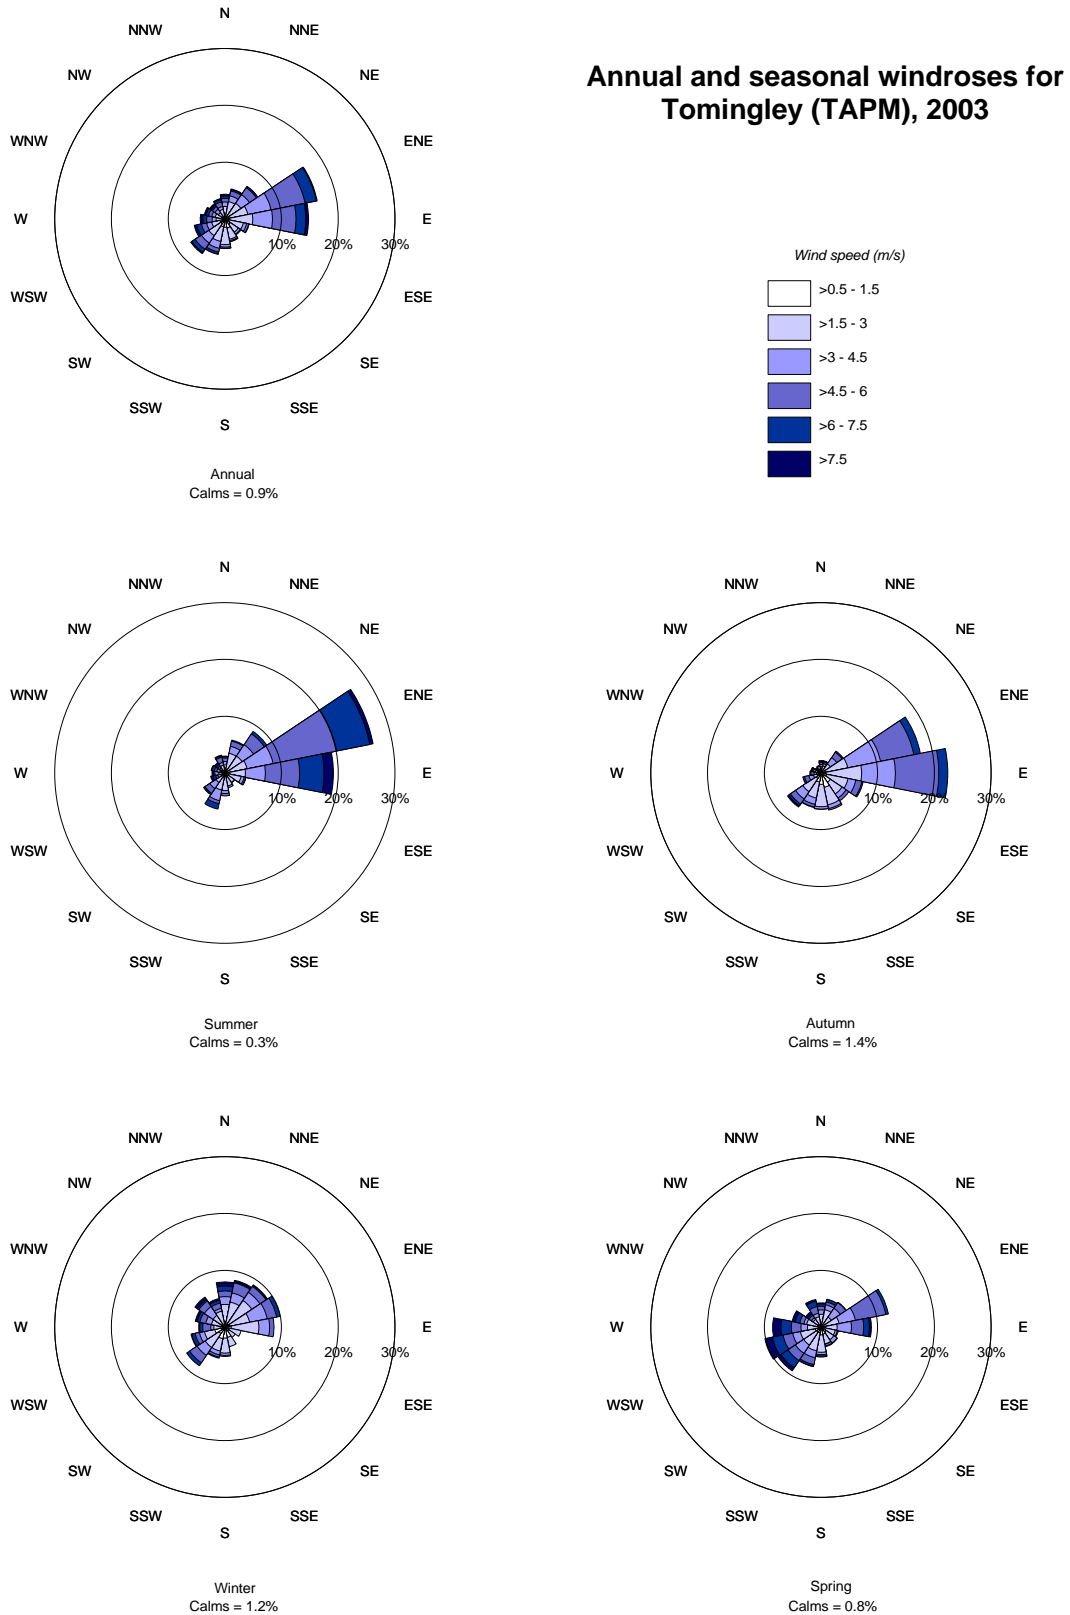 Annual and seasonal windroses for
Tomingley (TAPM), 2003
N
NNW NNE
NW NE
WNW ENE
W E
10% 20% 30%
WSW ESE
SW SE
SSW SSE
S
Annual
Calms = 0.9%
Wind speed (m/s)
>0.5 - 1.5
>1.5 - 3
>3 - 4.5
>4.5 - 6
>6 - 7.5
>7.5
N
NNW NNE
NW NE
WNW ENE
W E
10% 20% 30%
WSW ESE
SW SE
SSW SSE
S
Summer
Calms = 0.3%
N
NNW NNE
NW NE
WNW ENE
W E
10% 20% 30%
WSW ESE
SW SE
SSW SSE
S
Autumn
Calms = 1.4%
N
NNW NNE
NW NE
WNW ENE
W E
10% 20% 30%
WSW ESE
SW SE
SSW SSE
S
Winter
Calms = 1.2%
N
NNW NNE
NW NE
WNW ENE
W E
10% 20% 30%
WSW ESE
SW SE
SSW SSE
S
Spring
Calms = 0.8%